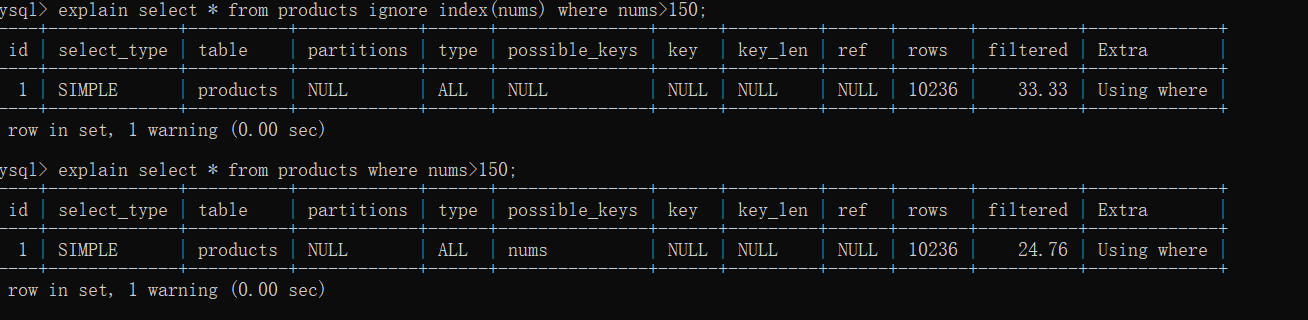 ysql> explain select * from products ignore index(nums) where nums>150;
id | select_type | table | partitions | type | possible_keys | key | key_len | ref | rows | filtered | Extra |
1 | SIMPLE | products | NULL | ALL | NULL | NULL | NULL | NULL | 10236 | 33.33 | Using where |
row in set, 1 warning (0.00 sec)
ysql> explain select * from products where nums>150;
id | select_type | table | partitions | type | possible_keys | key | key_len | ref | rows | filtered | Extra |
1 | SIMPLE | products | NULL | ALL | nums | NULL | NULL | NULL | 10236 | 24.76 | Using where |
row in set, 1 warning (0.00 sec)